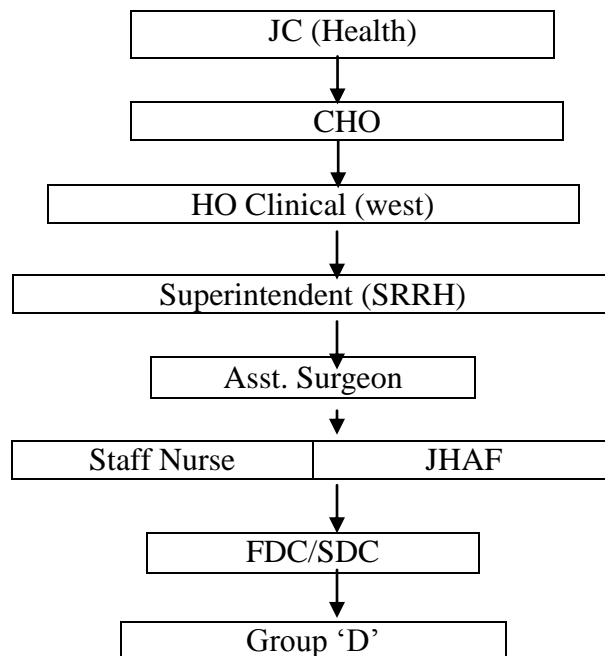 JC (Health)
CHO
HO Clinical (west)
Superintendent (SRRH)
Asst. Surgeon
Staff Nurse JHAF
FDC/SDC
Group ‘D’